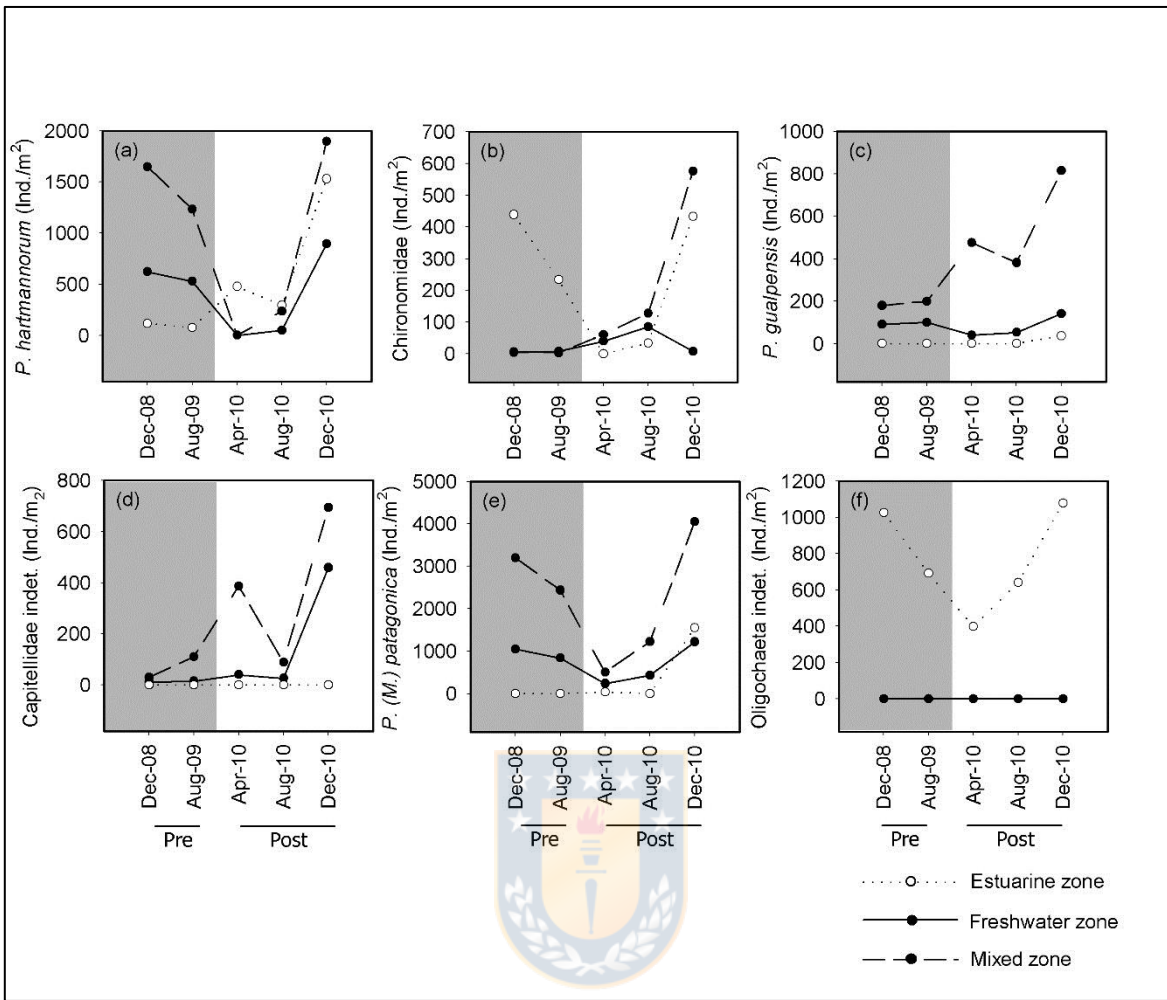 (a)
P. hartmannorum (Ind./m²)
2000
1500
1000
500
0
Dec-08
Aug-09
Apr-10
Aug-10
Dec-10
(b)
Chironomidae (Ind./m²)
700
600
500
400
300
200
100
0
Dec-08
Aug-09
Apr-10
Aug-10
Dec-10
(c)
P. gualpensis (Ind./m²)
1000
800
600
400
200
0
Dec-08
Aug-09
Apr-10
Aug-10
Dec-10
(d)
Capitellidae indet. (Ind./m₂)
800
600
400
200
0
Dec-08
Aug-09
Apr-10
Aug-10
Dec-10
Pre
Post
(e)
P. (M.) patagonica (Ind./m²)
5000
4000
3000
2000
1000
0
Dec-08
Aug-09
Apr-10
Aug-10
Dec-10
Pre
Post
(f)
Oligochaeta indet. (Ind./m²)
1200
1000
800
600
400
200
0
Dec-08
Aug-09
Apr-10
Aug-10
Dec-10
Pre
Post
Estuarine zone
Freshwater zone
Mixed zone